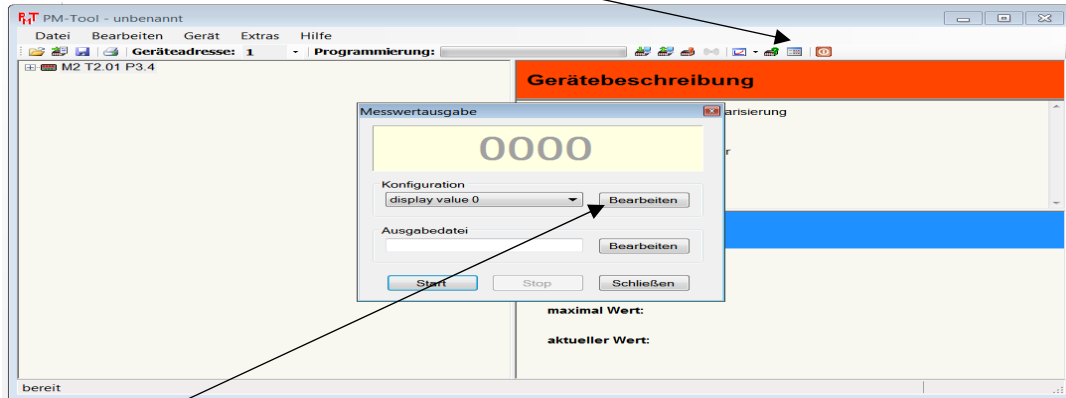 PM-Tool - unbenannt
Datei Bearbeiten Gerät Extras Hilfe
Geräteadresse: 1 Programmierung:
M2 T2.01 P3.4
Gerätebeschreibung
Messwertausgabe
arisierung
0000
r
Konfiguration
display value 0 Bearbeiten
Ausgabedatei
Bearbeiten
Start Stop Schließen
maximal Wert:
aktueller Wert:
bereit